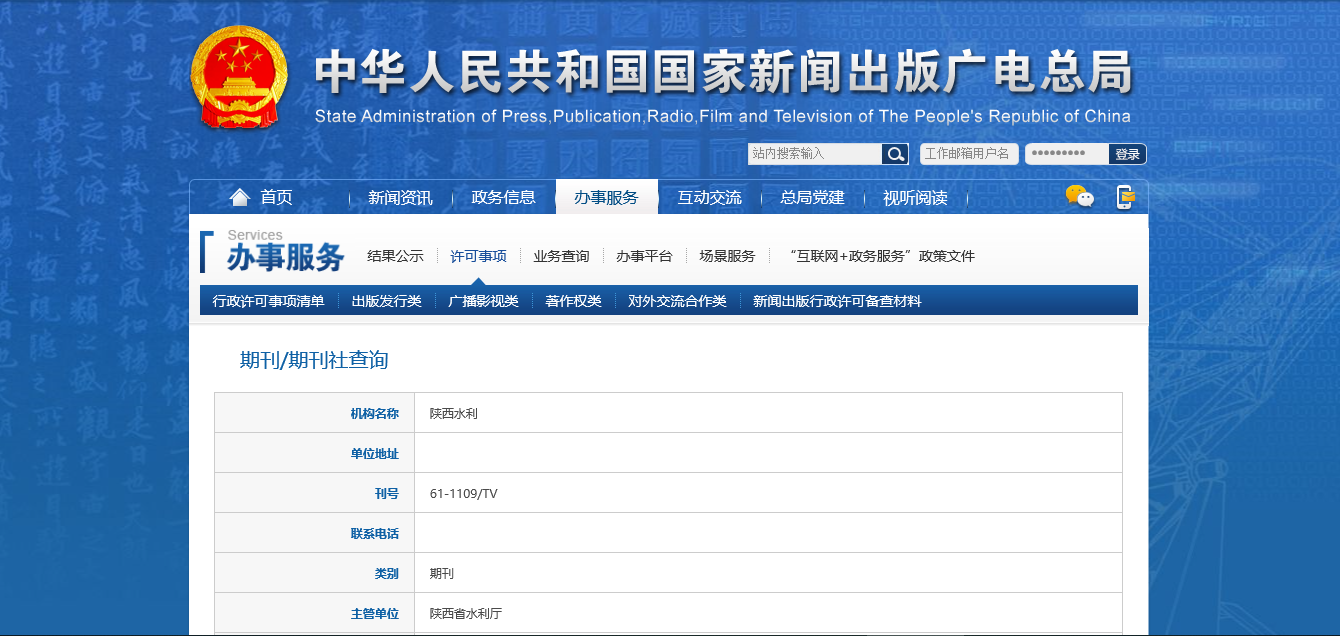 中华人民共和国国家新闻出版广电总局
State Administration of Press,Publication,Radio,Film and Television of The People's Republic of China
站内搜索输入 工作邮箱用户名 ••••••••• 登录
首页 新闻资讯 政务信息 办事服务 互动交流 总局党建 视听阅读
Services
办事服务 结果公示 许可事项 业务查询 办事平台 场景服务 “互联网+政务服务”政策文件
行政许可事项清单 出版发行类 广播影视类 著作权类 对外交流合作类 新闻出版行政许可备查材料
期刊/期刊社查询
机构名称 陕西水利
单位地址
刊号 61-1109/TV
联系电话
类别 期刊
主管单位 陕西省水利厅